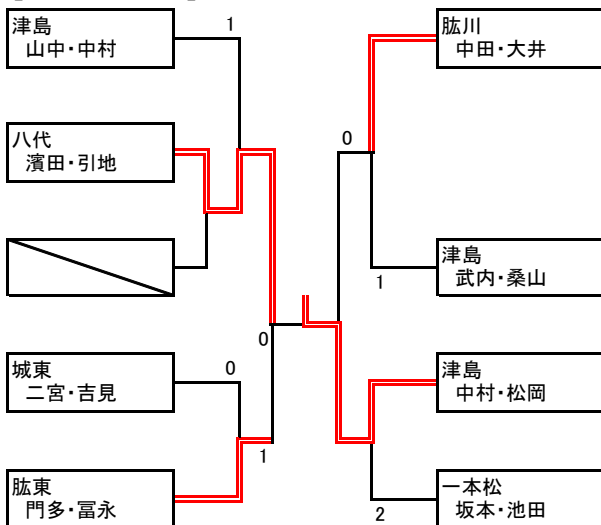 津島
山中・中村
1
八代
濱田・引地
城東
二宮・吉見
0
肱東
門多・冨永
1
0
肱川
中田・大井
0
津島
武内・桑山
1
津島
中村・松岡
一本松
坂本・池田
2